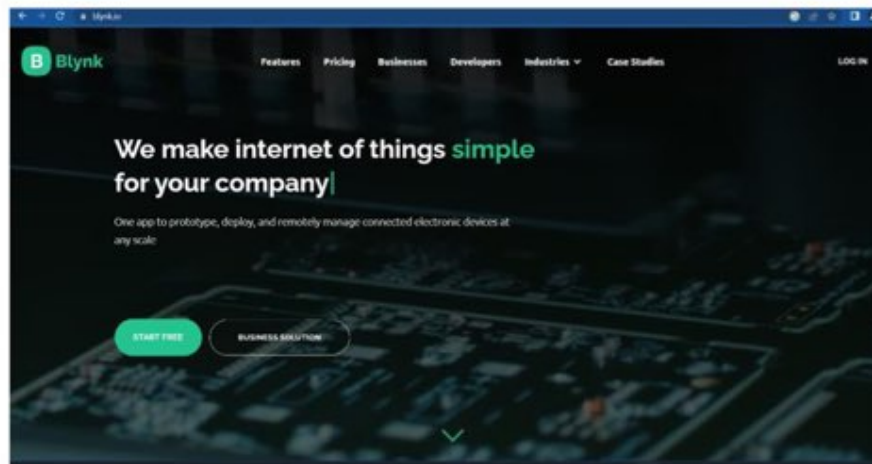 blynk.io
B Blynk
Features Pricing Businesses Developers Industries Case Studies LOG IN
We make internet of things simple
for your company
One app to prototype, deploy, and remotely manage connected electronic devices at
any scale
START FREE BUSINESS SOLUTION